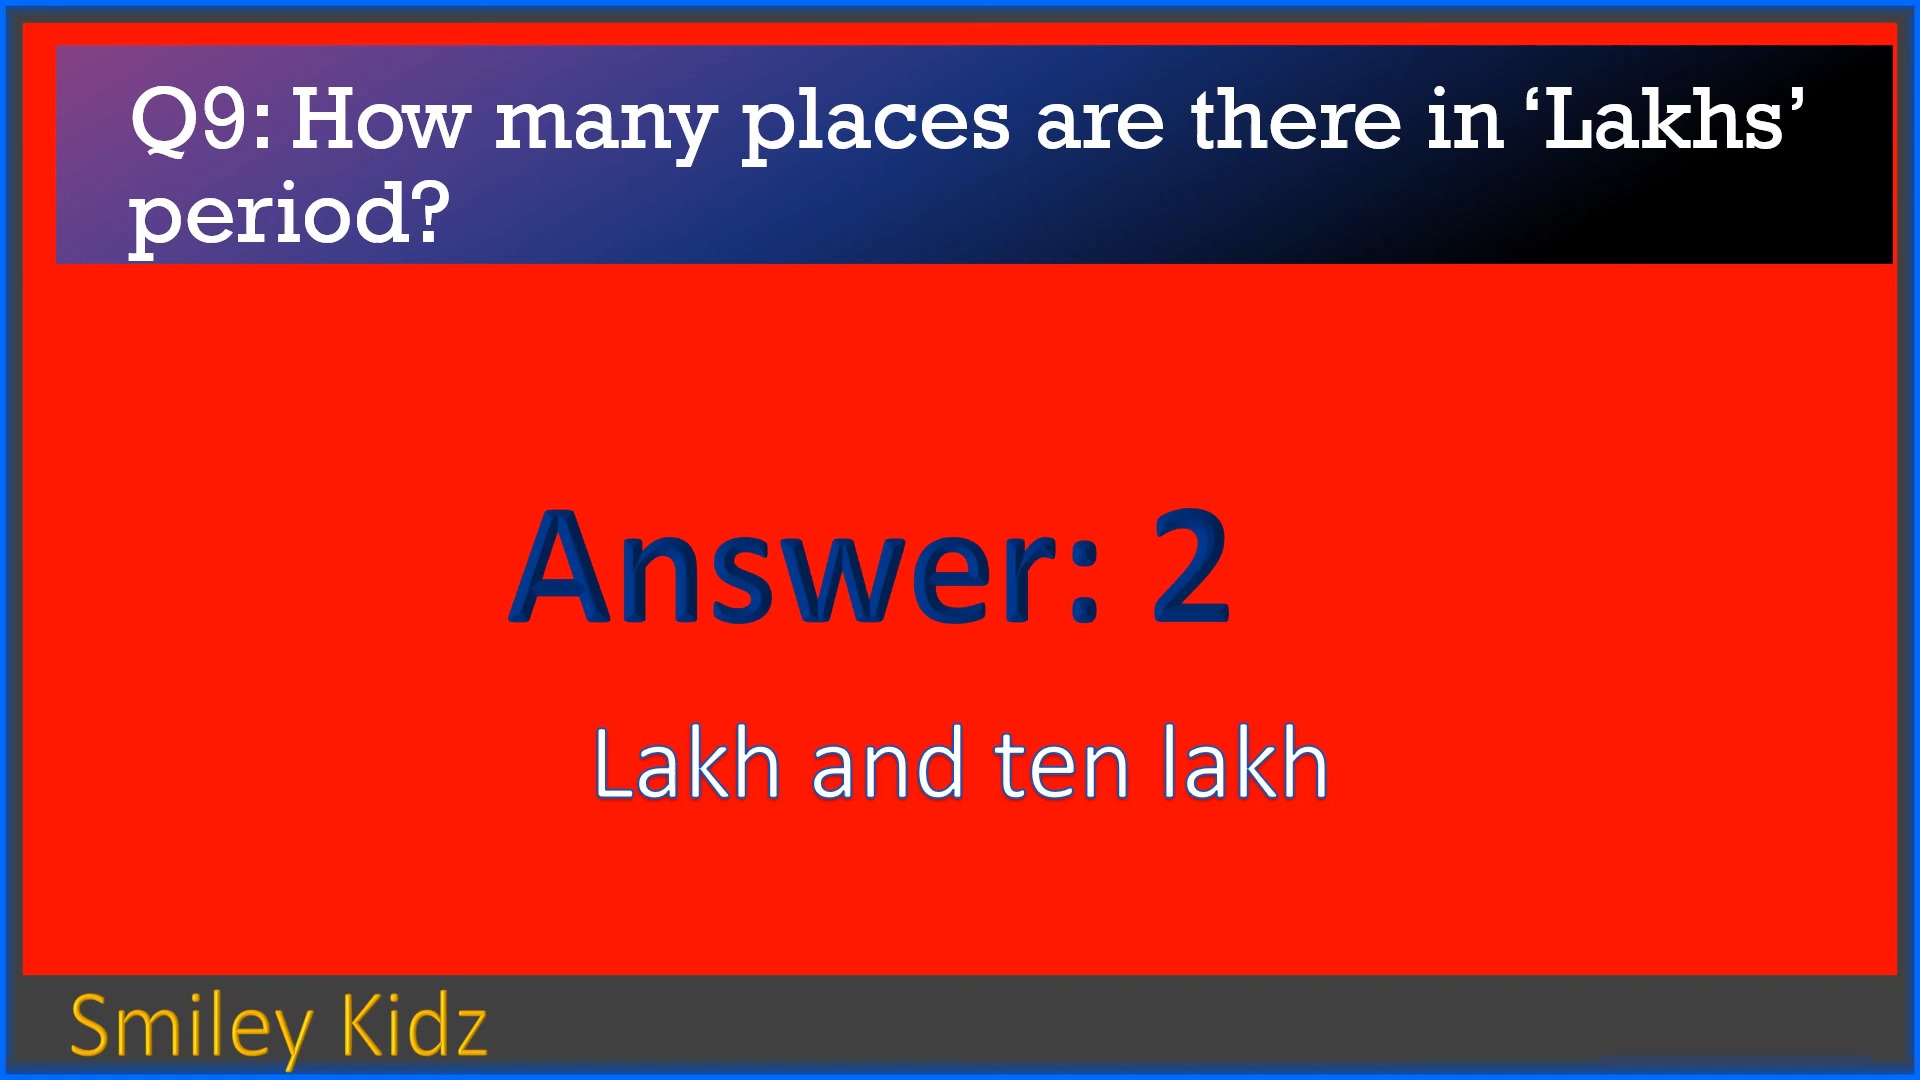 Q9: How many places are there in ‘Lakhs’
period?
Answer: 2
Lakh and ten lakh
Smiley Kidz